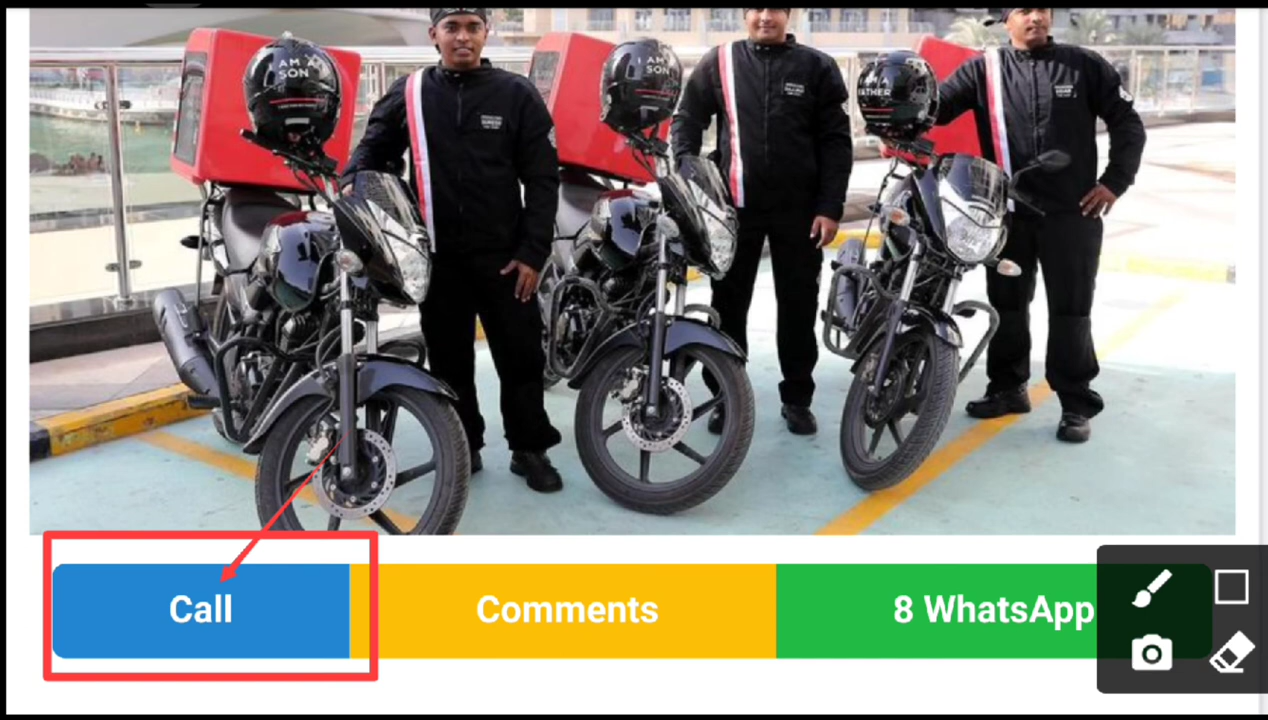 I AM A
SON
I AM A
SON
I AM A
FATHER
Call
Comments
8 WhatsApp